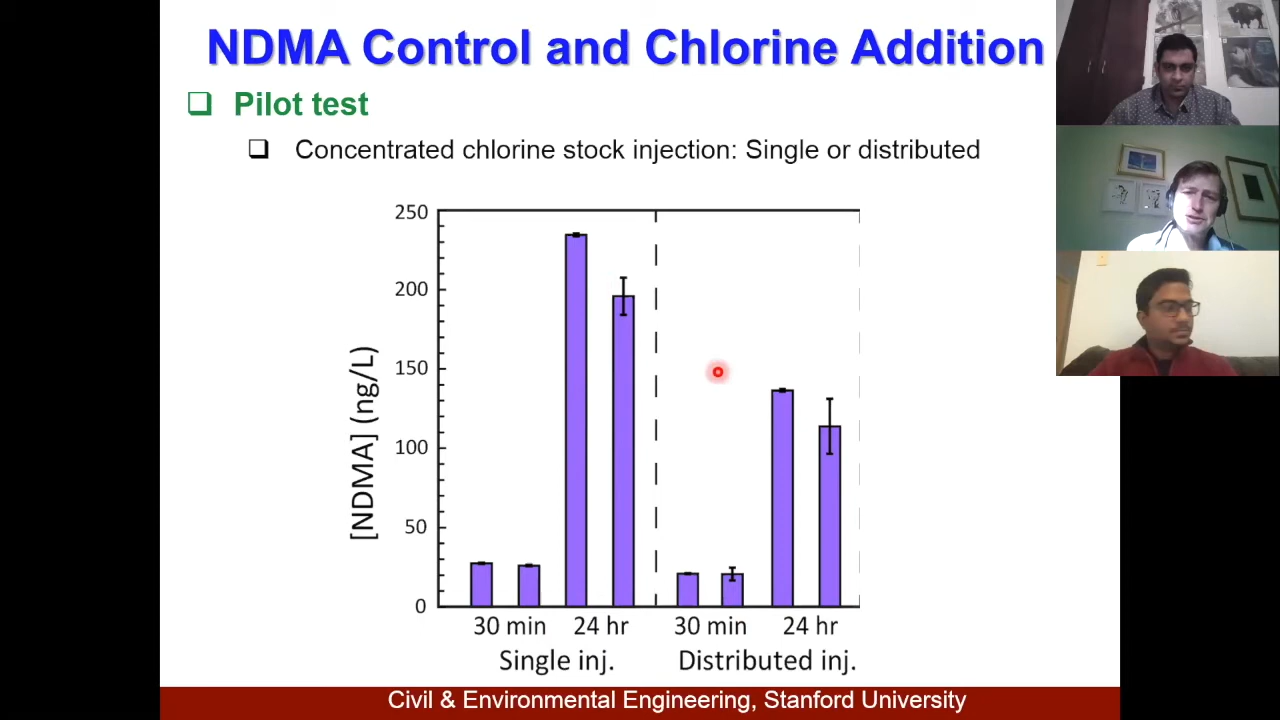 NDMA Control and Chlorine Addition
Pilot test
Concentrated chlorine stock injection: Single or distributed
250
200
150
100
50
0
[NDMA] (ng/L)
30 min 24 hr 30 min 24 hr
Single inj. Distributed inj.
Civil & Environmental Engineering, Stanford University